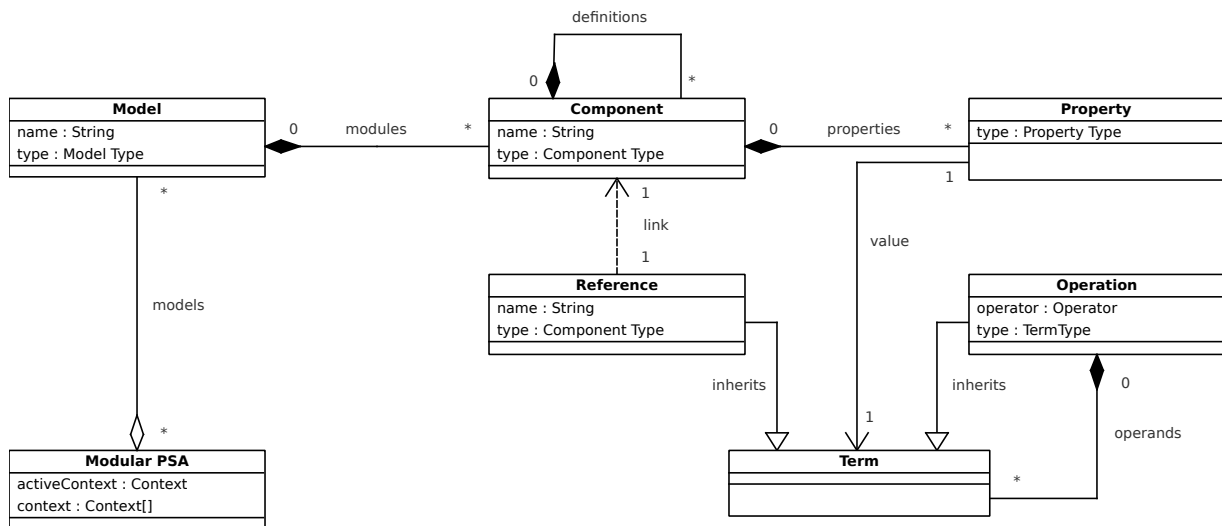 definitions
0
*
Model
name : String
type : Model Type
0
modules
*
Component
name : String
type : Component Type
0
properties
*
Property
type : Property Type
*
1
1
link
1
value
models
Reference
name : String
type : Component Type
Operation
operator : Operator
type : TermType
inherits
inherits
0
operands
*
1
Modular PSA
activeContext : Context
context : Context[]
Term
*